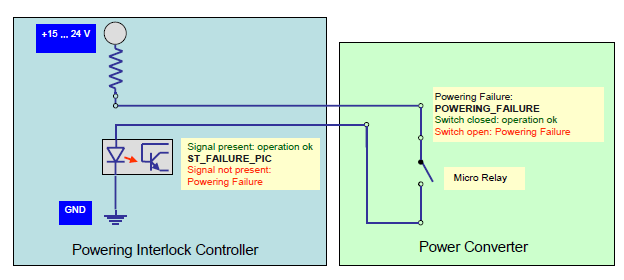 +15 ... 24 V
Powering Failure:
POWERING_FAILURE
Switch closed: operation ok
Switch open: Powering Failure
Signal present: operation ok
ST_FAILURE_PIC
Signal not present:
Powering Failure
Micro Relay
GND
Powering Interlock Controller
Power Converter